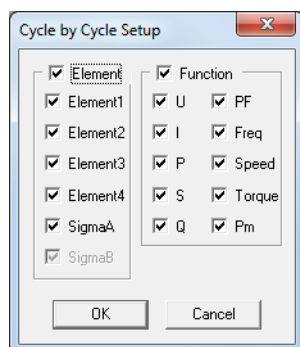 Cycle by Cycle Setup
Element
Element1
Element2
Element3
Element4
SigmaA
SigmaB
Function
U
PF
I
Freq
P
Speed
S
Torque
Q
Pm
OK
Cancel